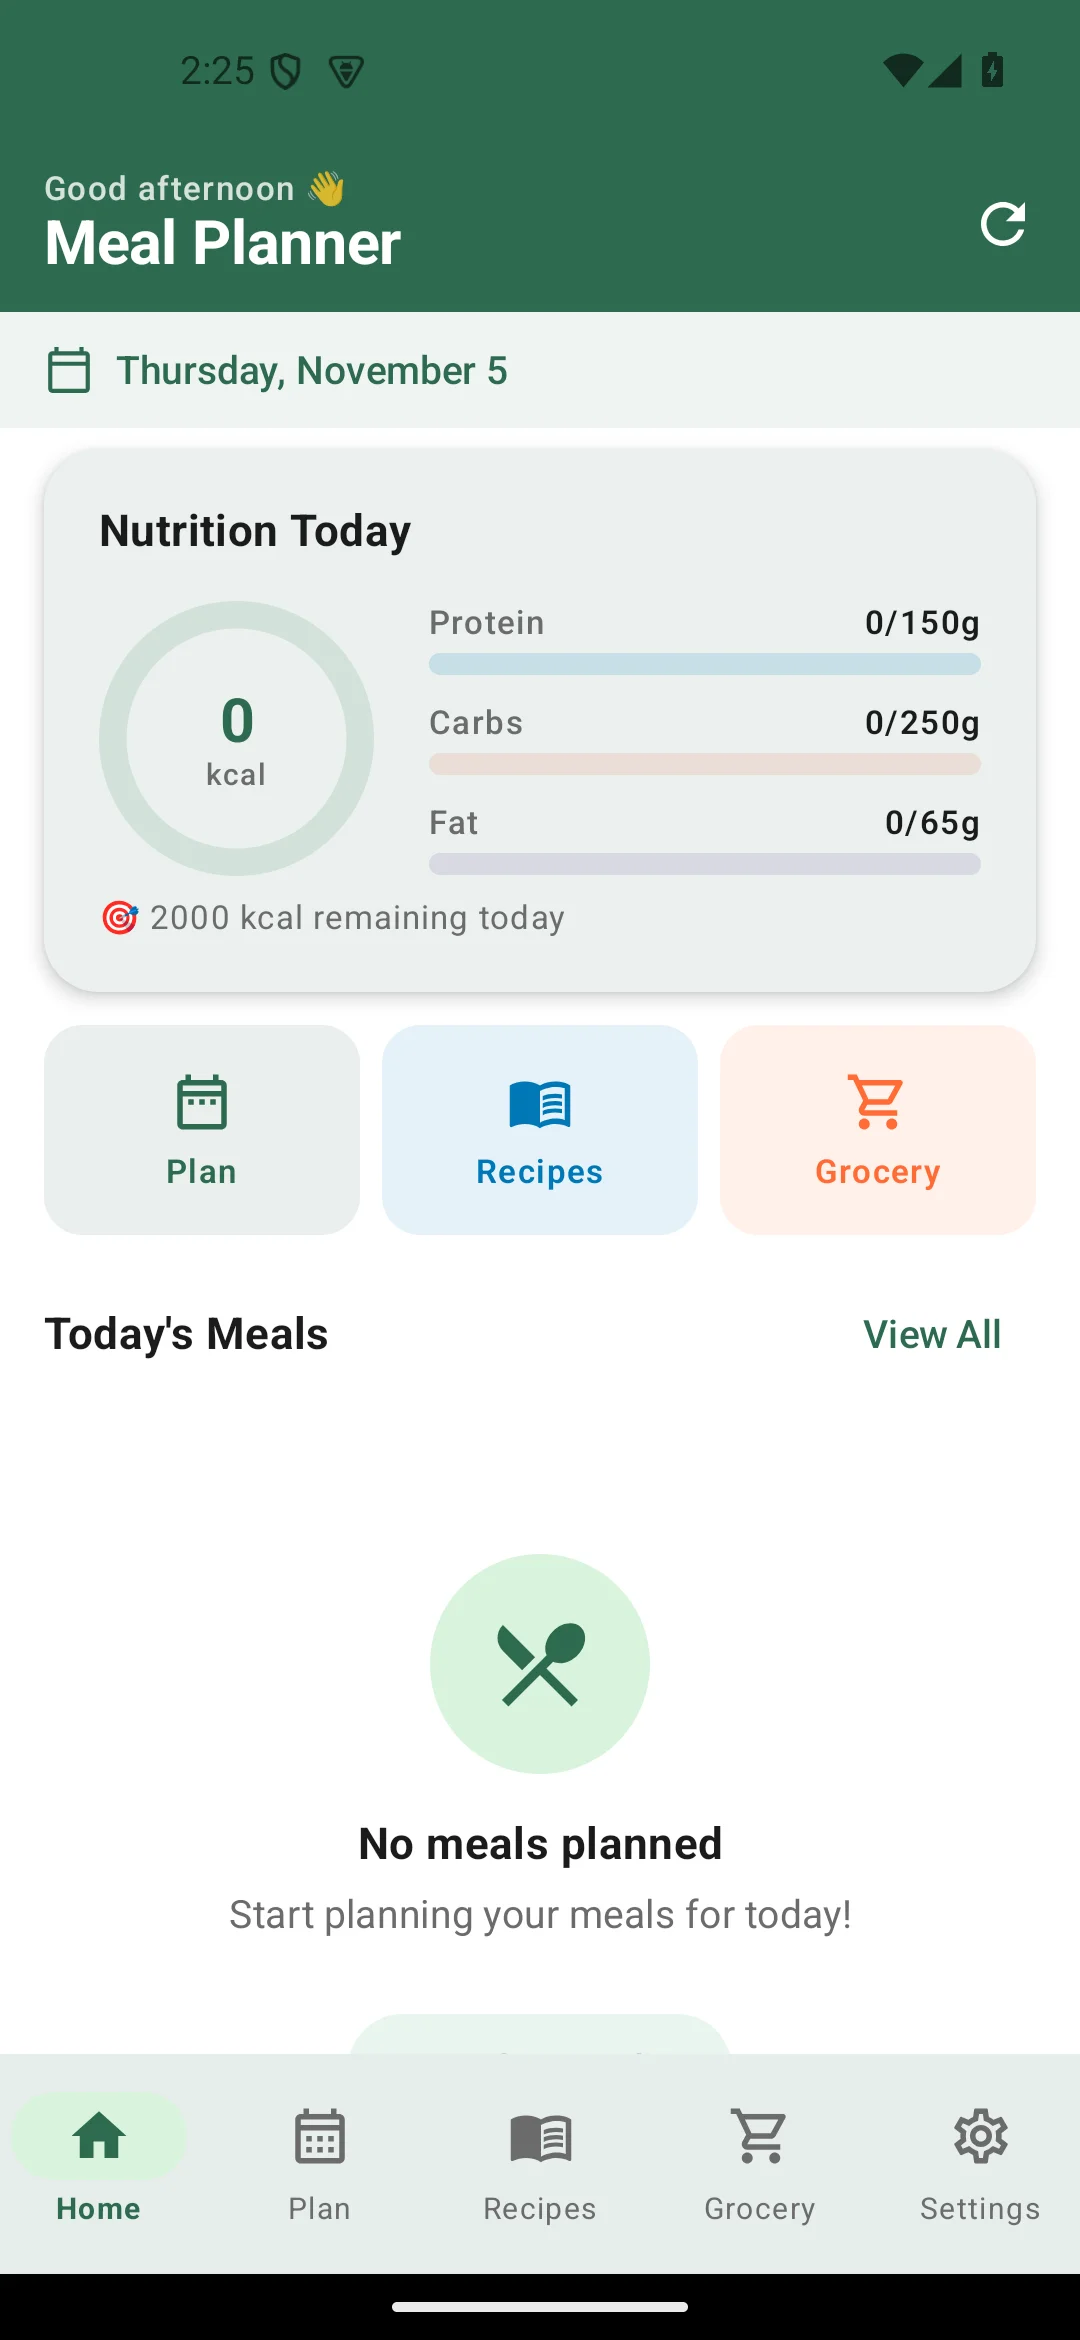 2:25
Good afternoon 👋
Meal Planner
Thursday, November 5
Nutrition Today
0
kcal
Protein 0/150g
Carbs 0/250g
Fat 0/65g
🎯 2000 kcal remaining today
Plan Recipes Grocery
Today's Meals View All
No meals planned
Start planning your meals for today!
Home Plan Recipes Grocery Settings